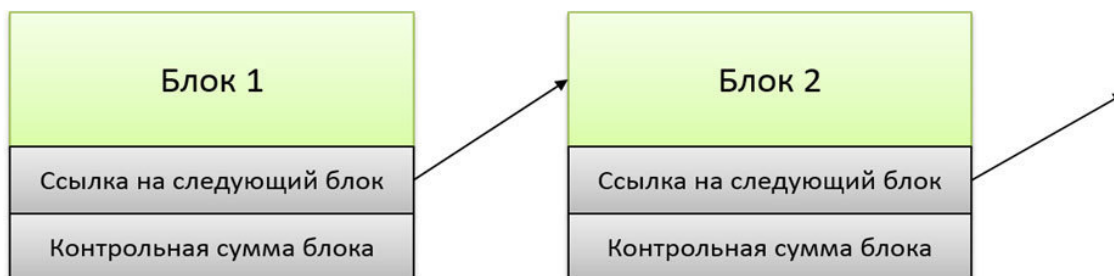 Блок 1
Ссылка на следующий блок
Контрольная сумма блока
Блок 2
Ссылка на следующий блок
Контрольная сумма блока